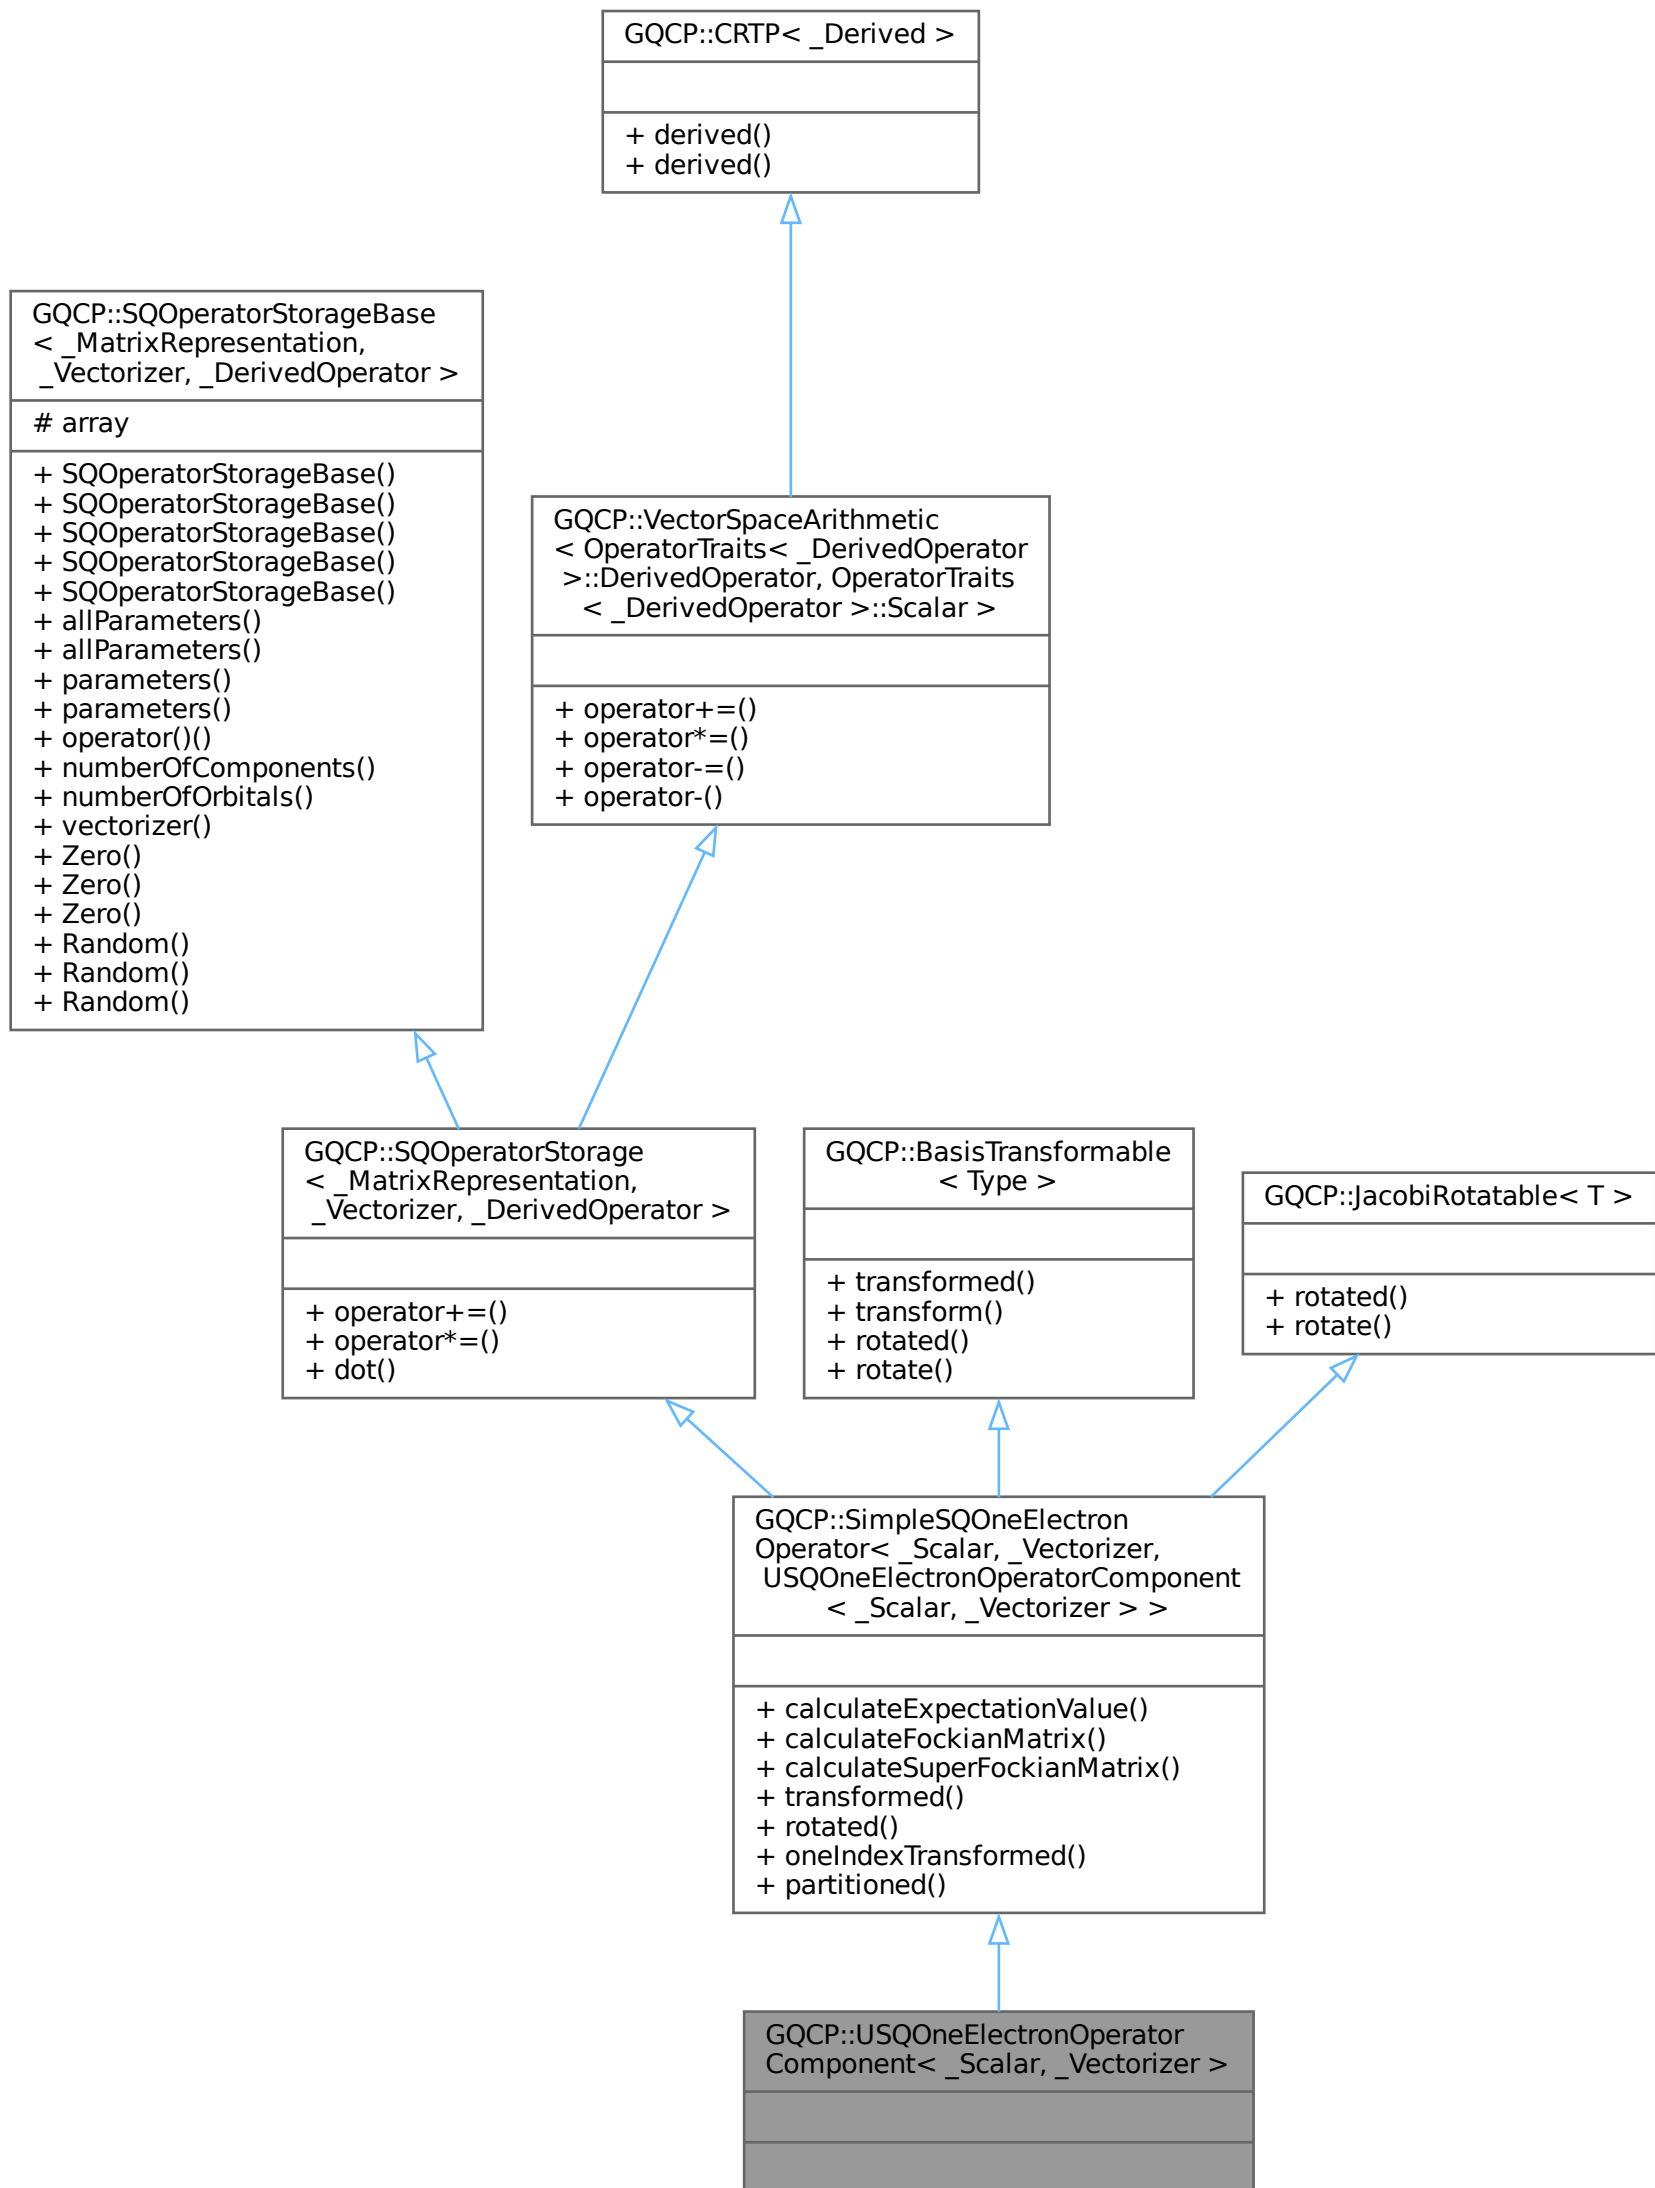 GQCP::CRTP< _Derived >
+ derived()
+ derived()
GQCP::SQOperatorStorageBase
< _MatrixRepresentation,
_Vectorizer, _DerivedOperator >
# array
+ SQOperatorStorageBase()
+ SQOperatorStorageBase()
+ SQOperatorStorageBase()
+ SQOperatorStorageBase()
+ SQOperatorStorageBase()
+ allParameters()
+ allParameters()
+ parameters()
+ parameters()
+ operator()()
+ numberOfComponents()
+ numberOfOrbitals()
+ vectorizer()
+ Zero()
+ Zero()
+ Zero()
+ Random()
+ Random()
+ Random()
GQCP::VectorSpaceArithmetic
< OperatorTraits< _DerivedOperator
>::DerivedOperator, OperatorTraits
< _DerivedOperator >::Scalar >
+ operator+=()
+ operator*=()
+ operator-=()
+ operator-()
GQCP::SQOperatorStorage
< _MatrixRepresentation,
_Vectorizer, _DerivedOperator >
+ operator+=()
+ operator*=()
+ dot()
GQCP::BasisTransformable
< Type >
+ transformed()
+ transform()
+ rotated()
+ rotate()
GQCP::JacobiRotatable< T >
+ rotated()
+ rotate()
GQCP::SimpleSQOneElectron
Operator< _Scalar, _Vectorizer,
USQOneElectronOperatorComponent
< _Scalar, _Vectorizer > >
+ calculateExpectationValue()
+ calculateFockianMatrix()
+ calculateSuperFockianMatrix()
+ transformed()
+ rotated()
+ oneIndexTransformed()
+ partitioned()
GQCP::USQOneElectronOperator
Component< _Scalar, _Vectorizer >